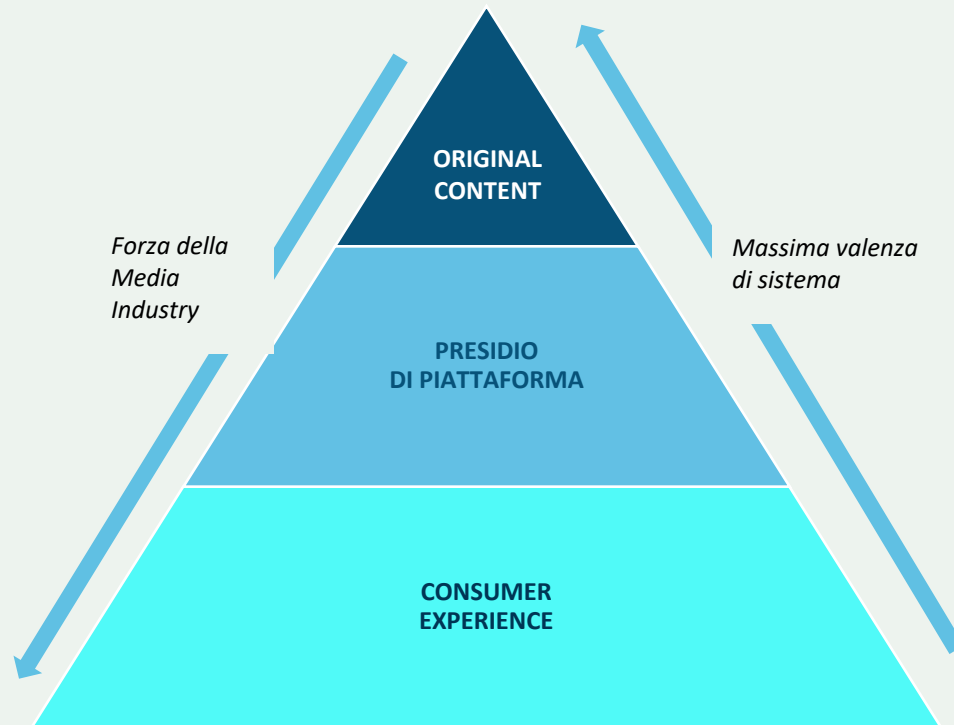 ORIGINAL
CONTENT
Forza della
Media
Industry
Massima valenza
di sistema
PRESIDIO
DI PIATTAFORMA
CONSUMER
EXPERIENCE